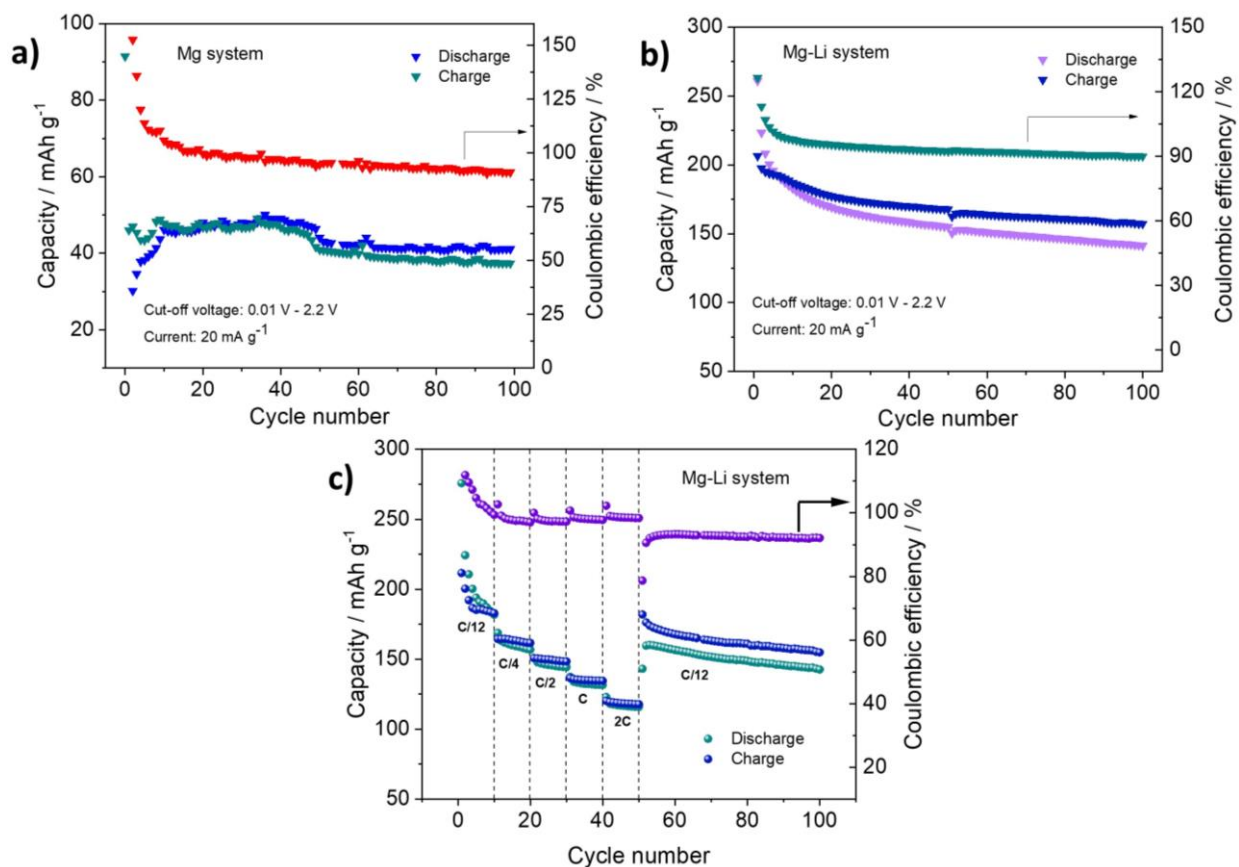 a)
Mg system
Discharge
Charge
Capacity / mAh g⁻¹
100
90
80
70
60
50
40
30
20
Coulombic efficiency / %
150
125
100
75
50
25
0
Cut-off voltage: 0.01 V - 2.2 V
Current: 20 mA g⁻¹
0 20 40 60 80 100
Cycle number
b)
Mg-Li system
Discharge
Charge
Capacity / mAh g⁻¹
300
250
200
150
100
50
Coulombic efficiency / %
150
120
90
60
30
0
Cut-off voltage: 0.01 V - 2.2 V
Current: 20 mA g⁻¹
0 20 40 60 80 100
Cycle number
c)
Mg-Li system
Capacity / mAh g⁻¹
300
250
200
150
100
50
Coulombic efficiency / %
120
100
80
60
40
20
C/12
C/4
C/2
C
2C
C/12
Discharge
Charge
0 20 40 60 80 100
Cycle number